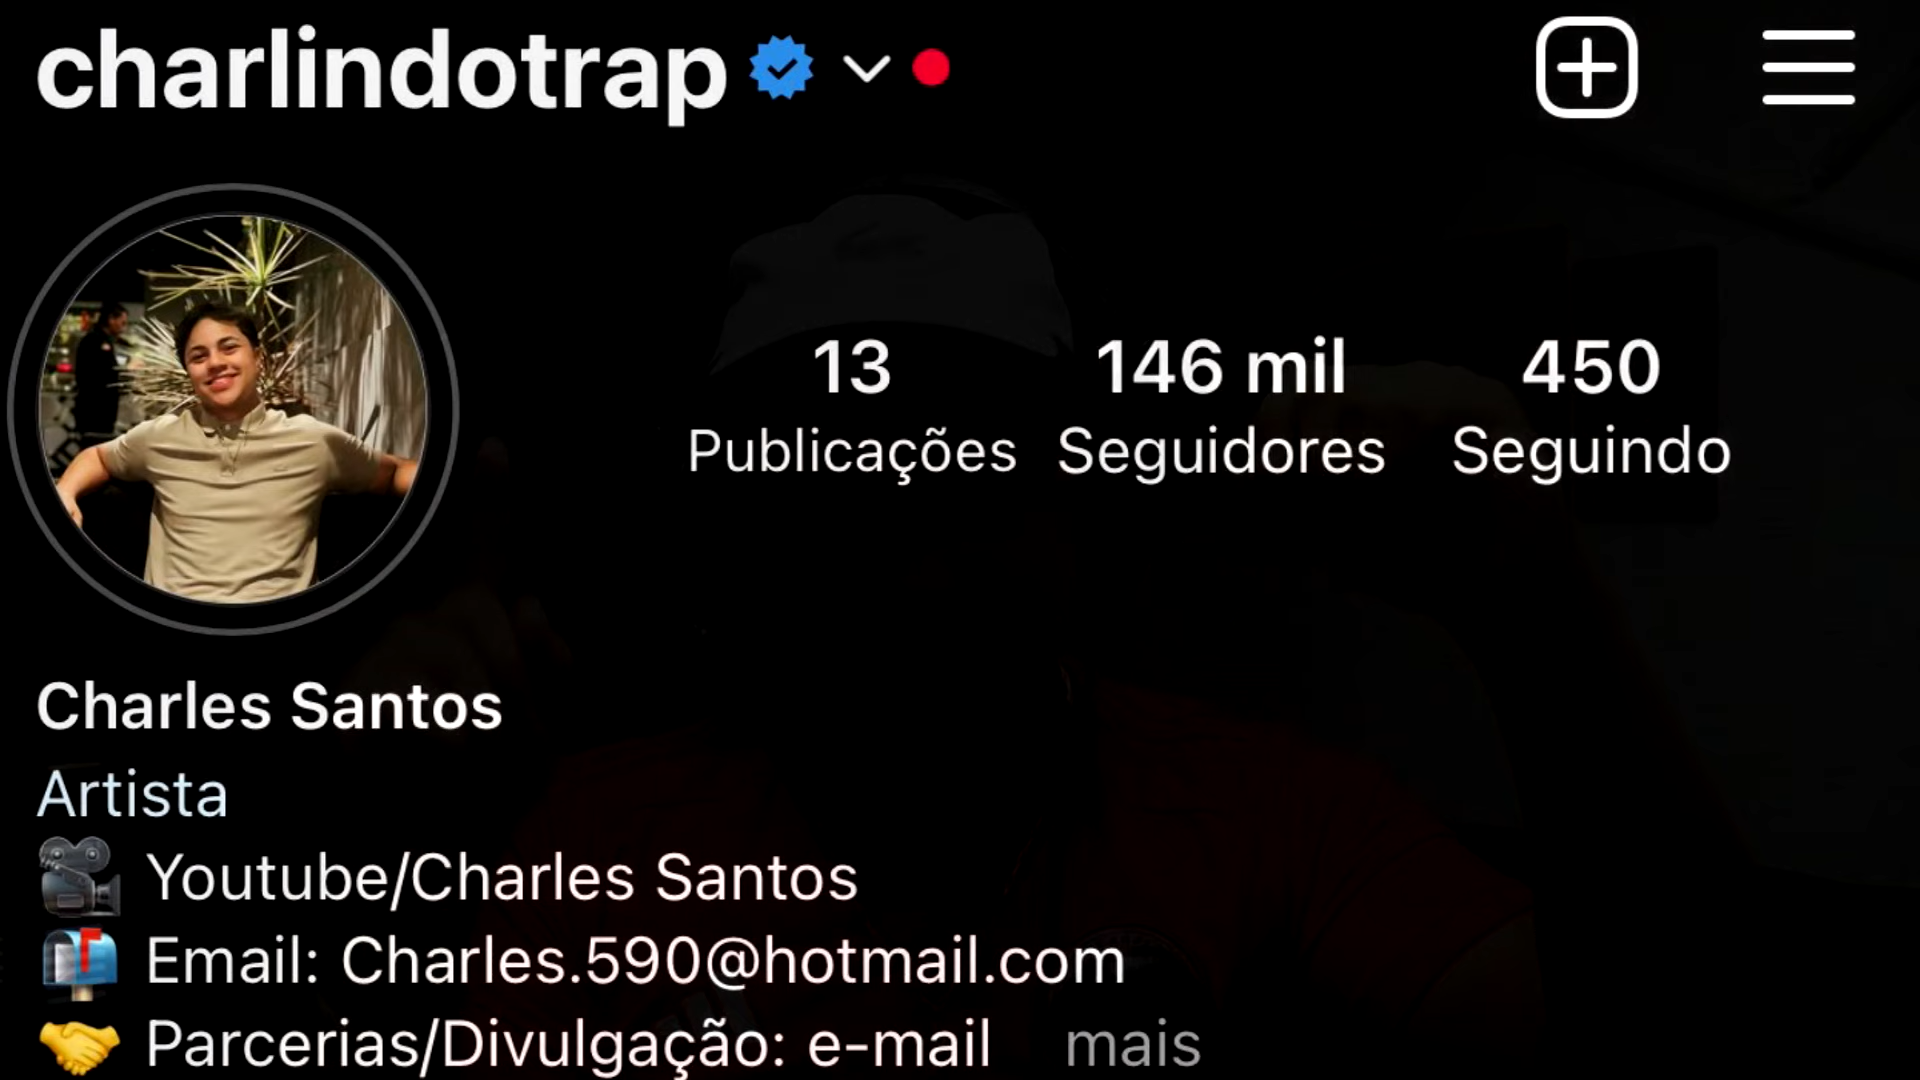 charlindotrap
13 146 mil 450
Publicações Seguidores Seguindo
Charles Santos
Artista
Youtube/Charles Santos
Email: Charles.590@hotmail.com
Parcerias/Divulgação: e-mail mais